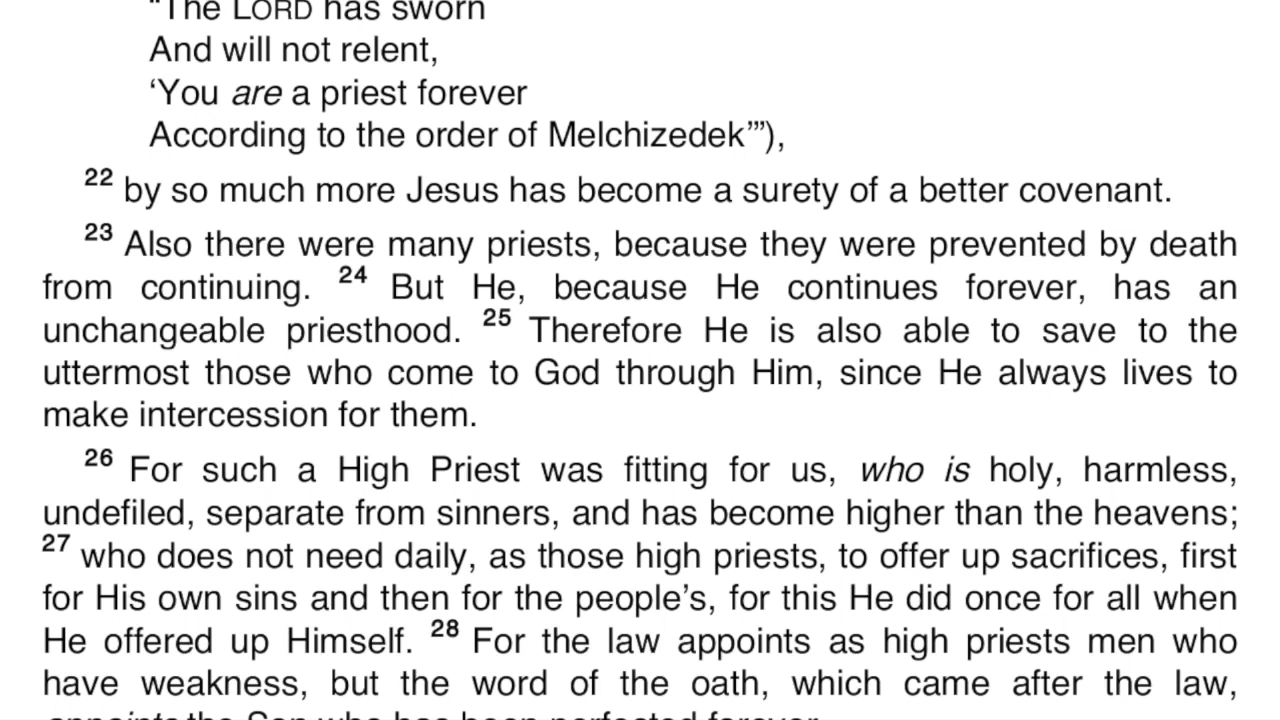 “The LORD has sworn
And will not relent,
‘You are a priest forever
According to the order of Melchizedek’”),
22 by so much more Jesus has become a surety of a better covenant.
23 Also there were many priests, because they were prevented by death
from continuing. 24 But He, because He continues forever, has an
unchangeable priesthood. 25 Therefore He is also able to save to the
uttermost those who come to God through Him, since He always lives to
make intercession for them.
26 For such a High Priest was fitting for us, who is holy, harmless,
undefiled, separate from sinners, and has become higher than the heavens;
27 who does not need daily, as those high priests, to offer up sacrifices, first
for His own sins and then for the people’s, for this He did once for all when
He offered up Himself. 28 For the law appoints as high priests men who
have weakness, but the word of the oath, which came after the law,
appoints the Son who has been perfected forever.